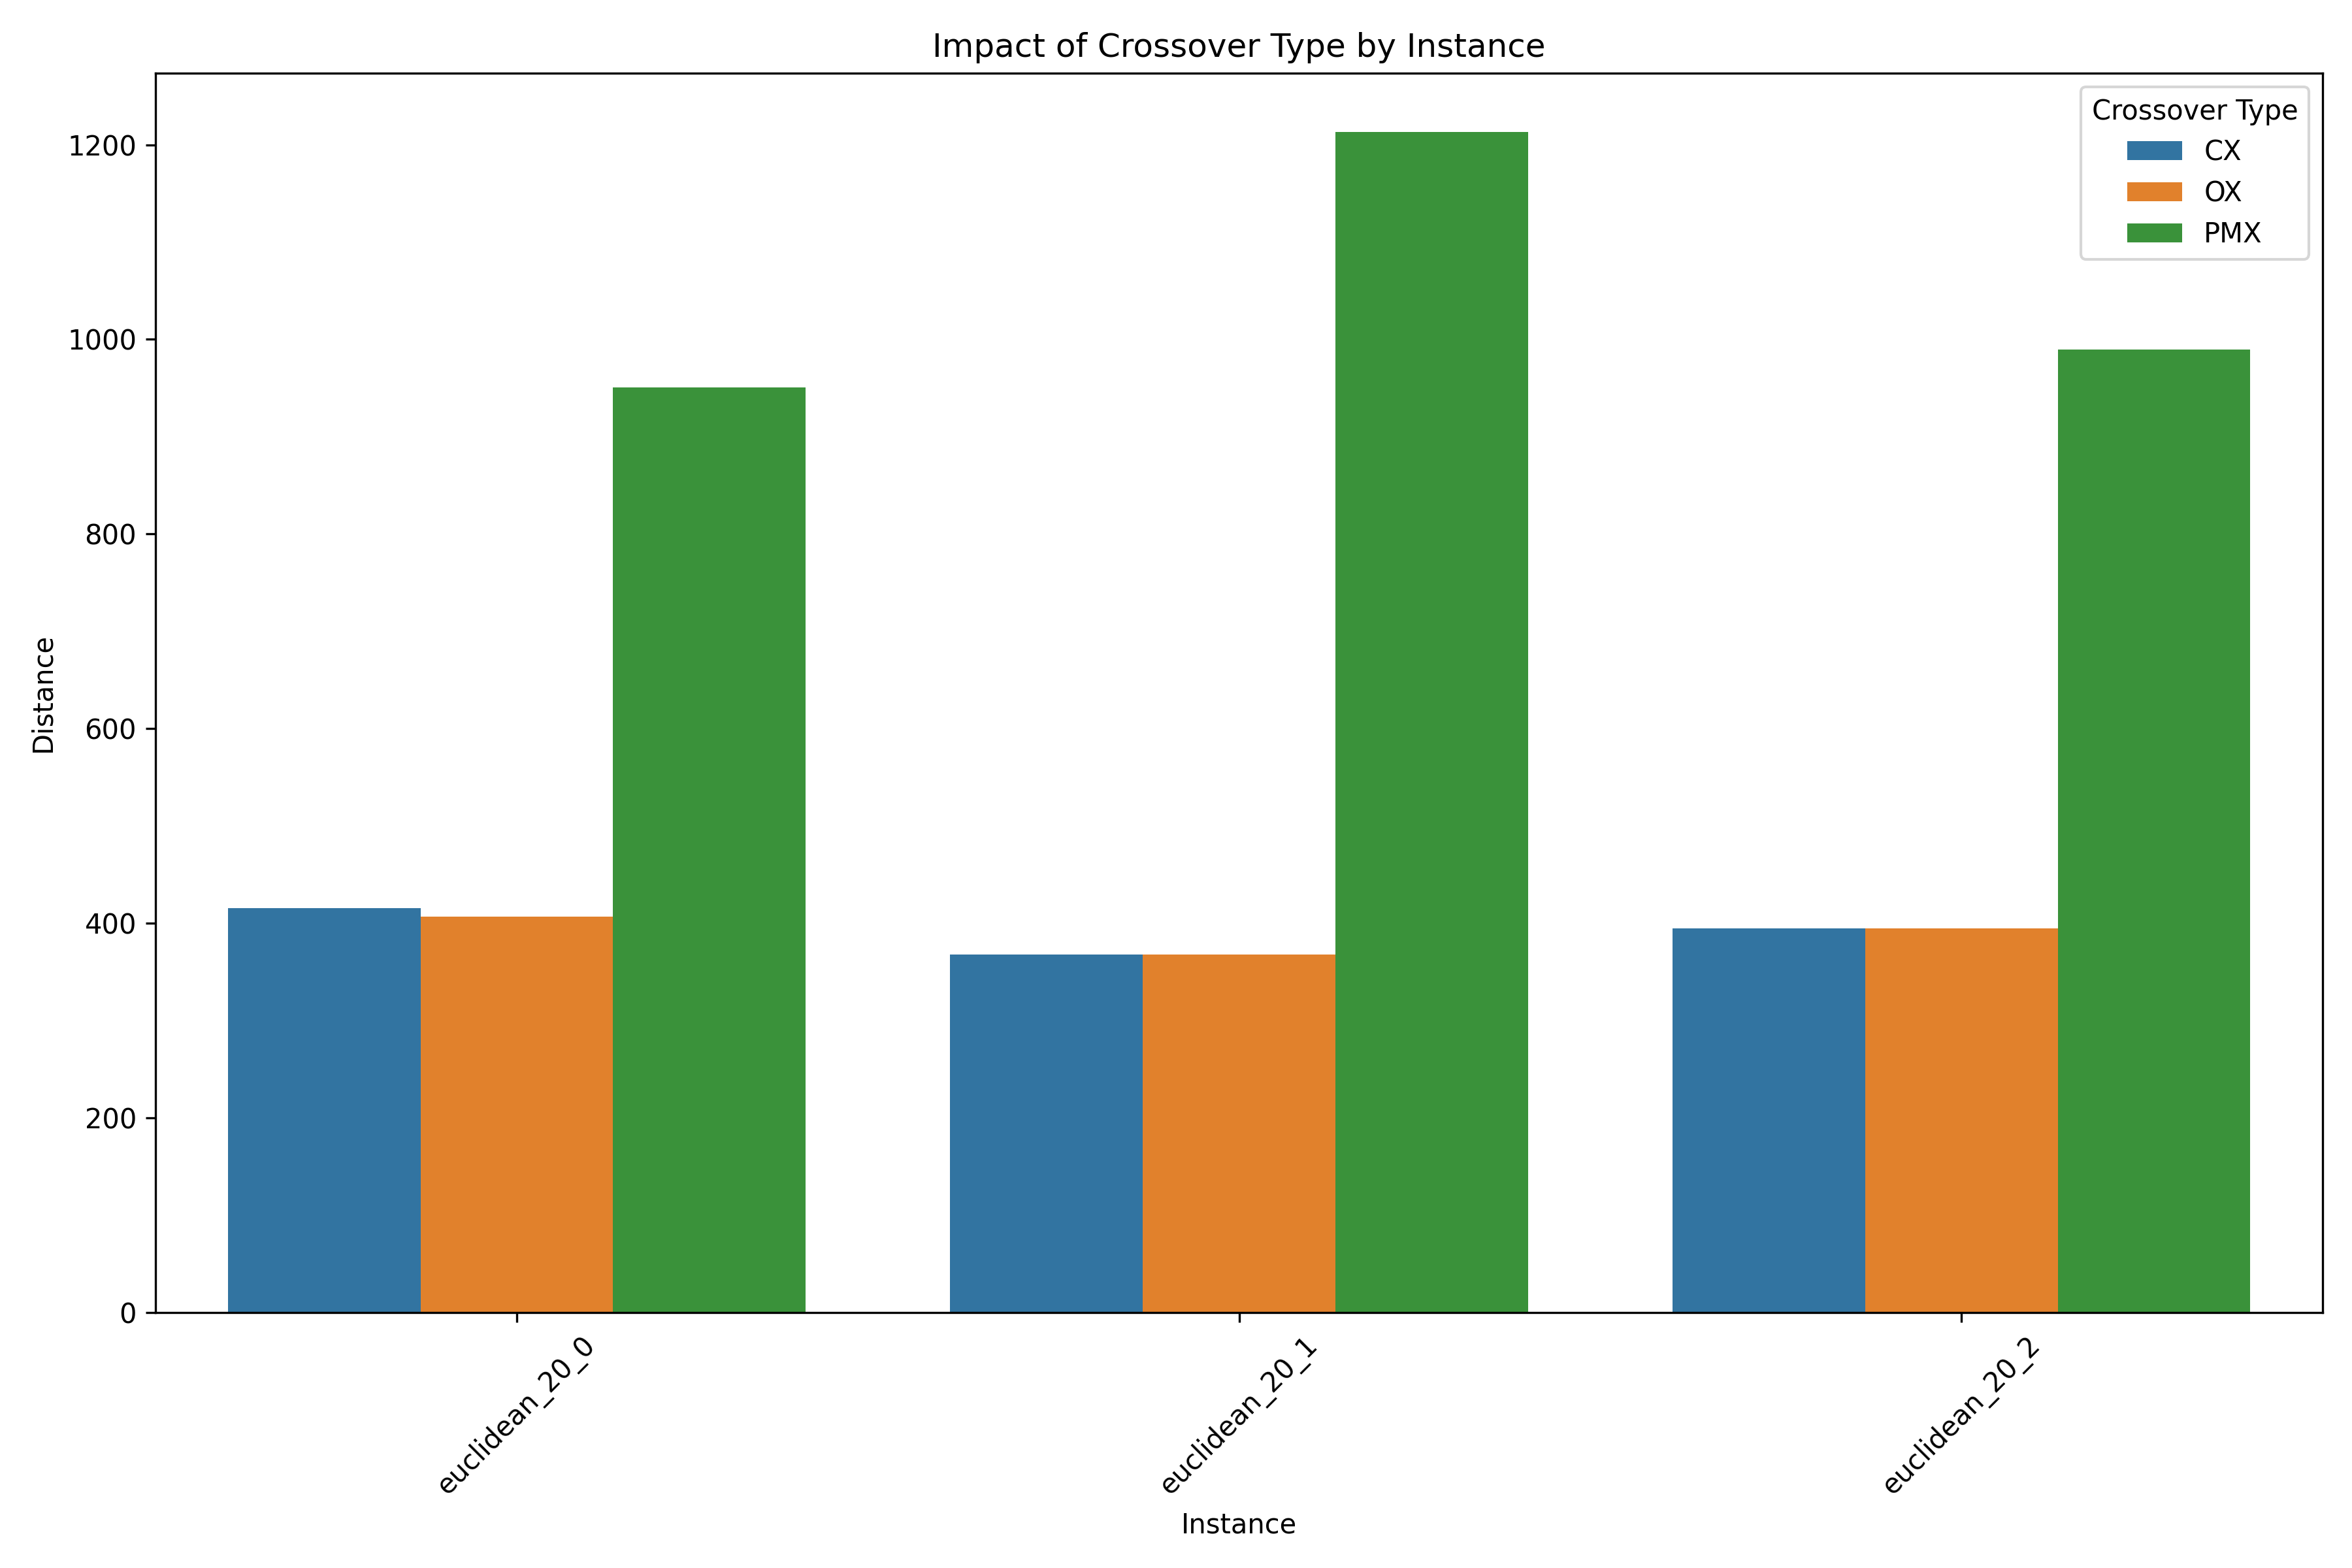 Impact of Crossover Type by Instance
Crossover Type
CX
OX
PMX
1200
1000
800
600
400
200
0
Distance
euclidean_20_0
euclidean_20_1
euclidean_20_2
Instance